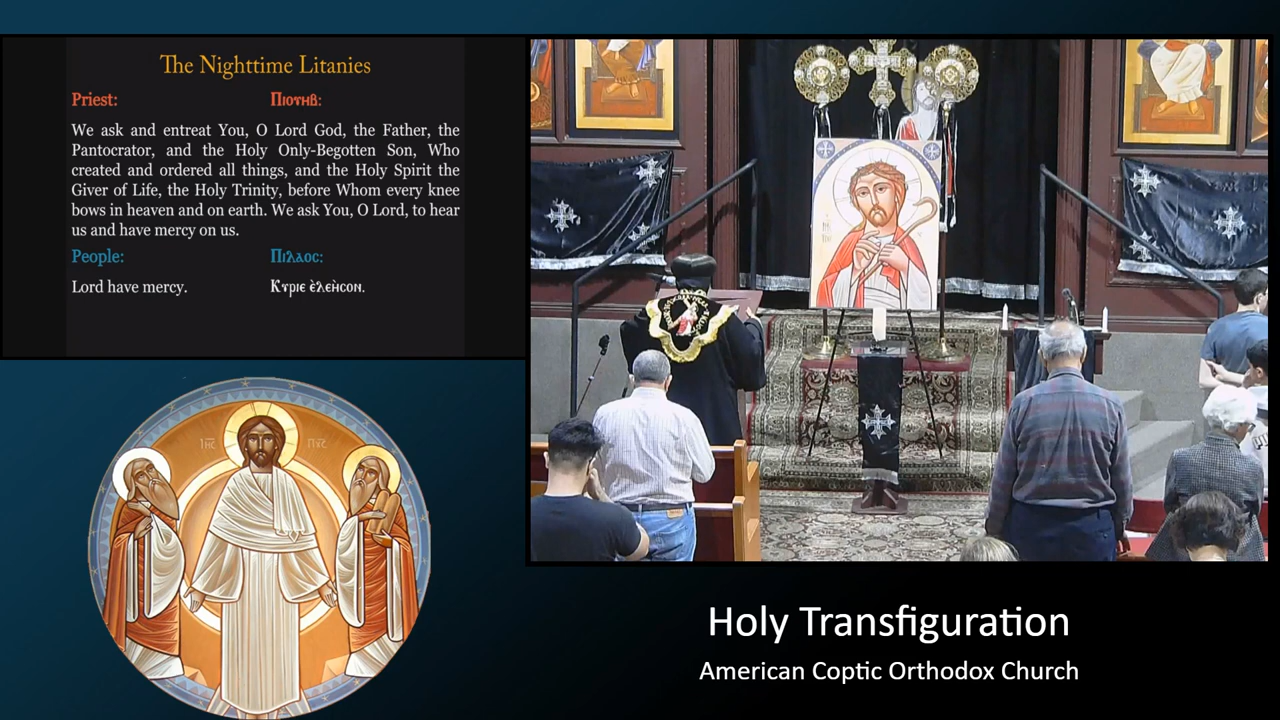 The Nighttime Litanies
Priest: Ⲡⲓⲟⲩⲏⲃ:
We ask and entreat You, O Lord God, the Father, the
Pantocrator, and the Holy Only-Begotten Son, Who
created and ordered all things, and the Holy Spirit the
Giver of Life, the Holy Trinity, before Whom every knee
bows in heaven and on earth. We ask You, O Lord, to hear
us and have mercy on us.
People: Ⲡⲓⲗⲁⲟⲥ:
Lord have mercy. Ⲕⲩⲣⲓⲉ ⲉ̀ⲗⲉⲏ̀ⲥⲟⲛ.
Holy Transfiguration
American Coptic Orthodox Church